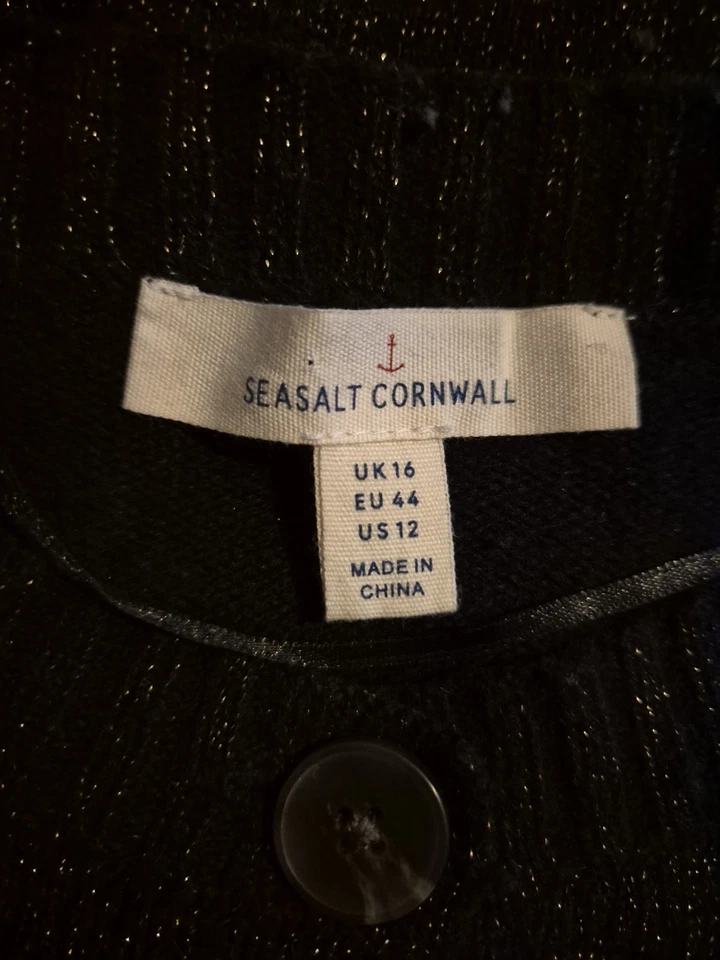 SEASALT CORNWALL
UK 16
EU 44
US 12
MADE IN
CHINA